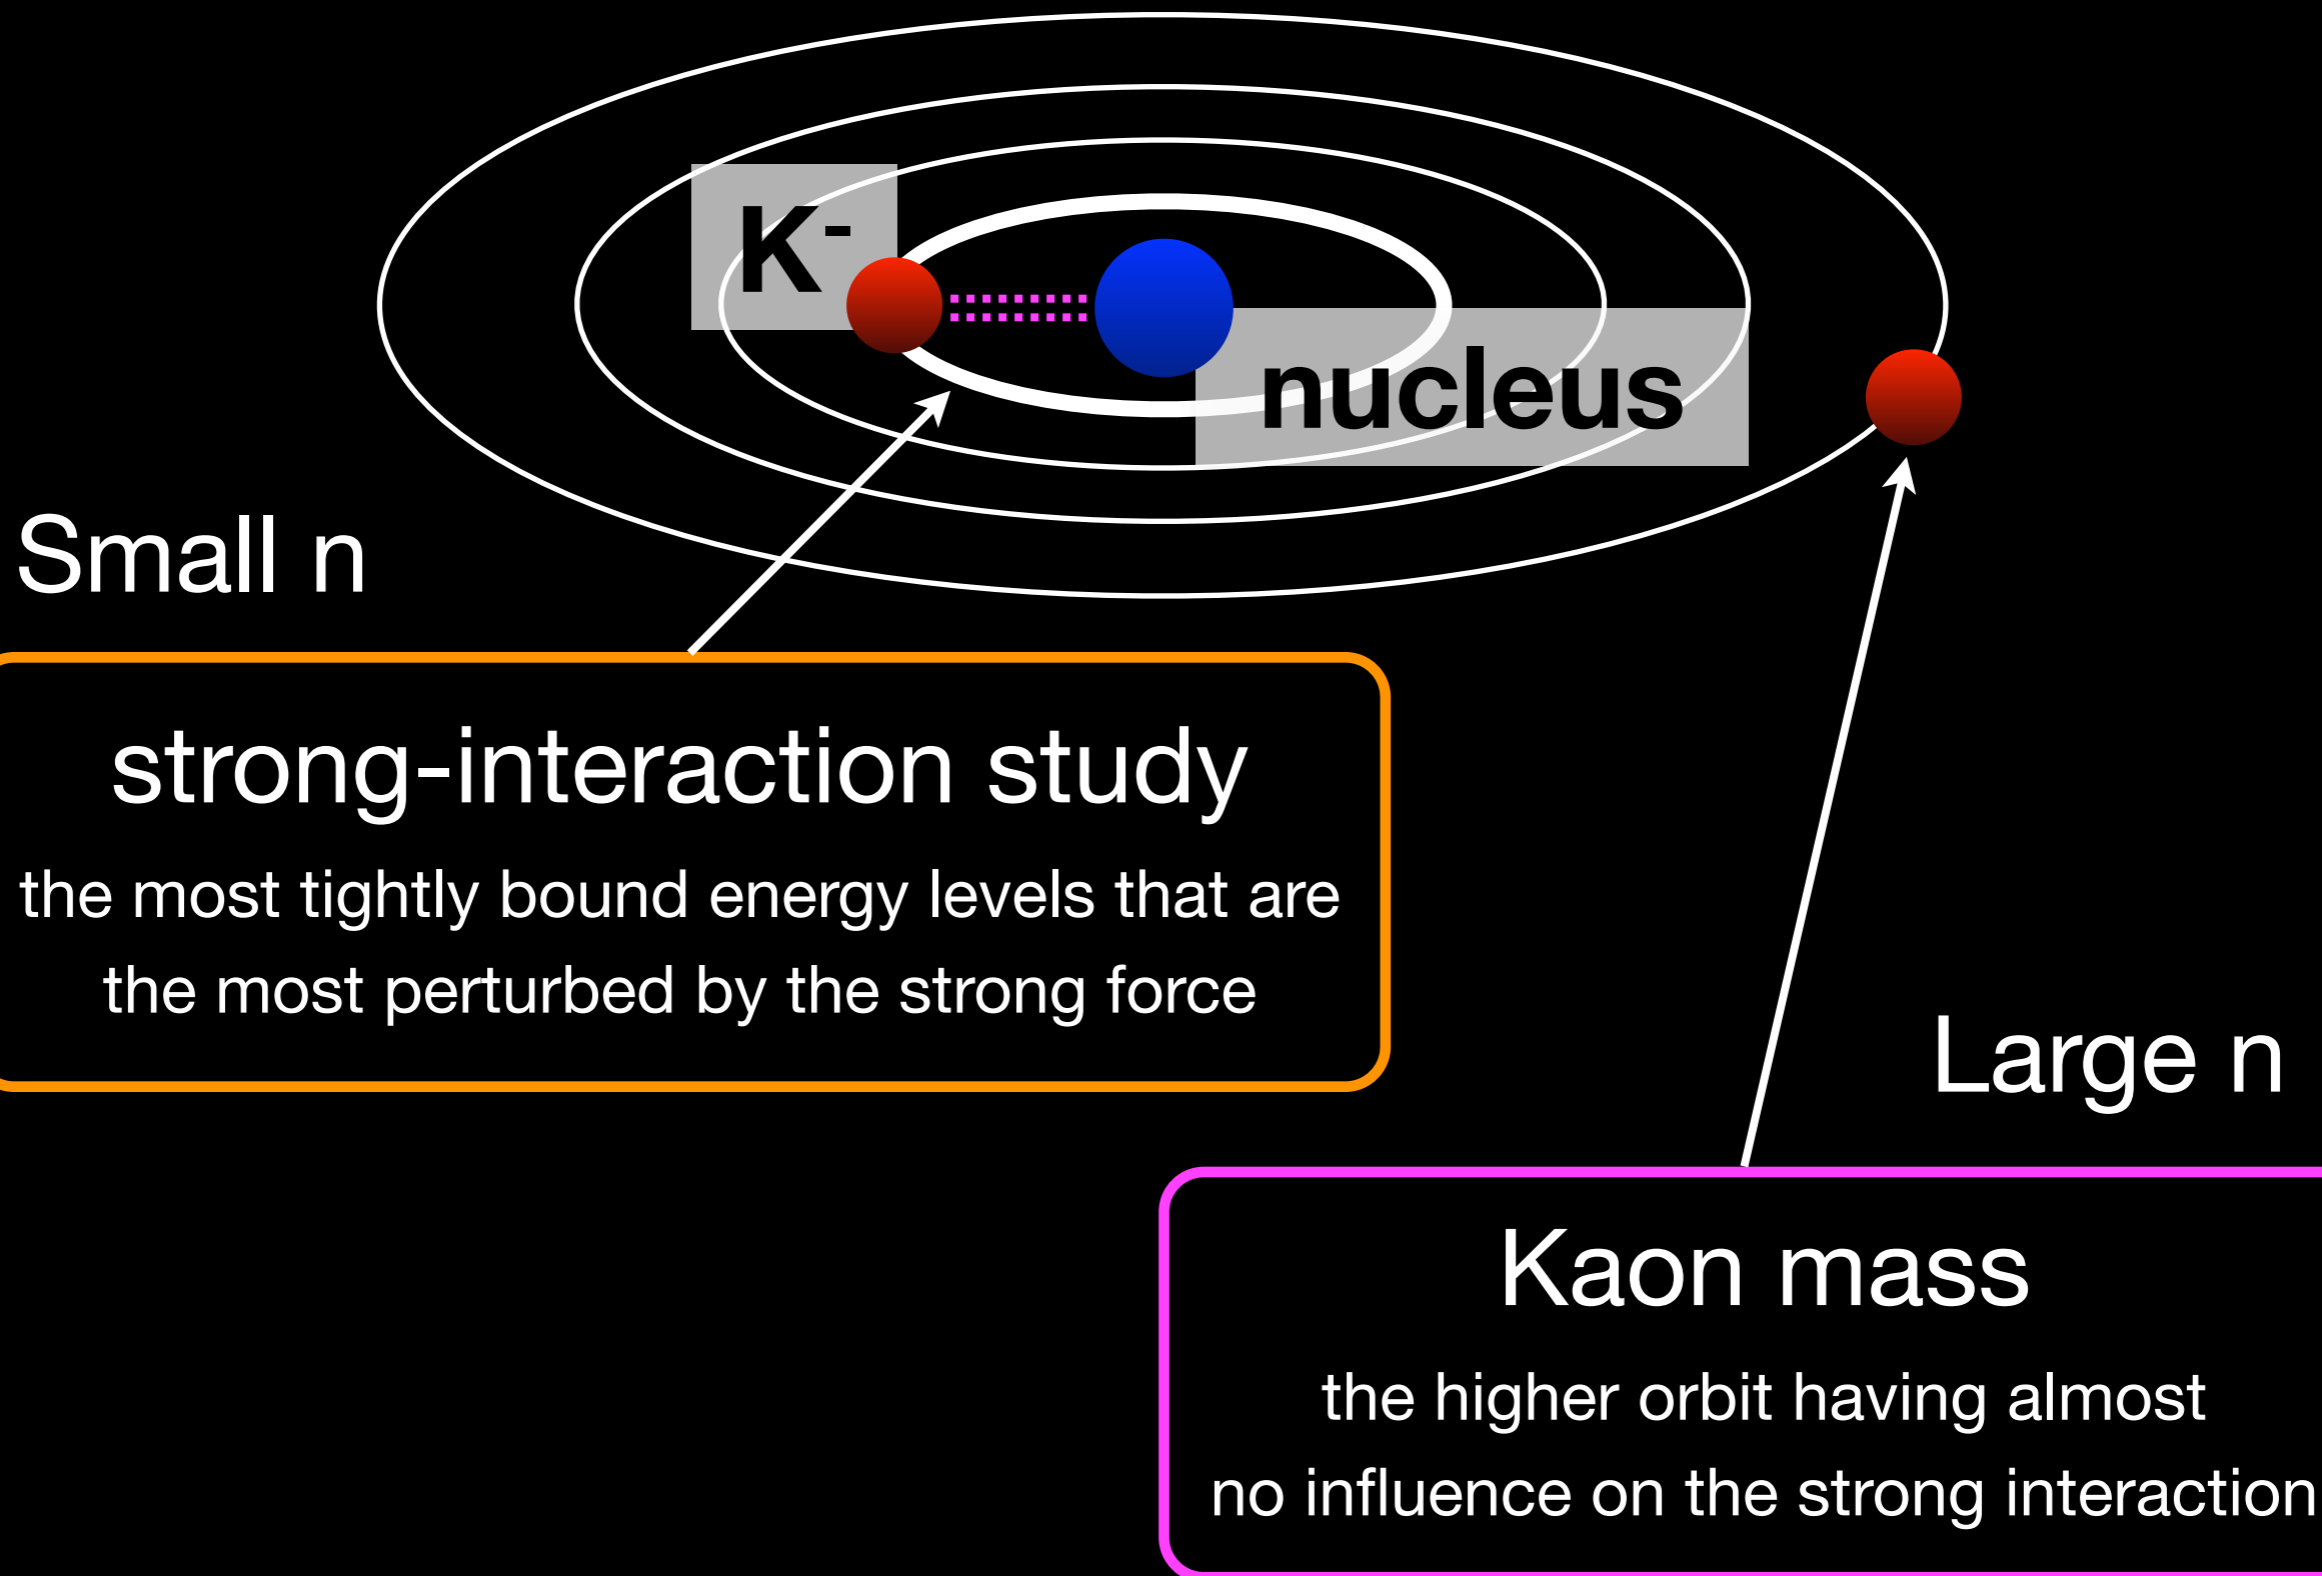 K-
nucleus
Small n
strong-interaction study
the most tightly bound energy levels that are
the most perturbed by the strong force
Large n
Kaon mass
the higher orbit having almost
no influence on the strong interaction